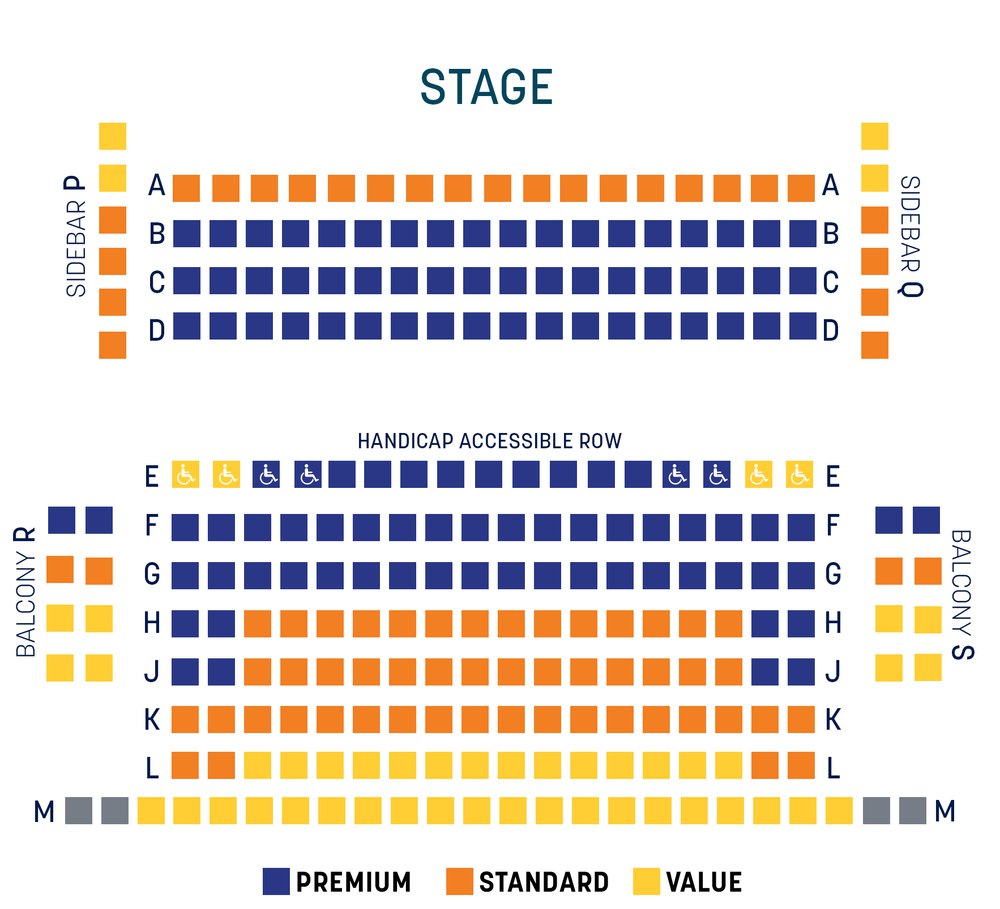 STAGE
SIDEBAR P
SIDEBAR Q
A A
B B
C C
D D
HANDICAP ACCESSIBLE ROW
E E
BALCONY R
BALCONY S
F F
G G
H H
J J
K K
L L
M M
PREMIUM STANDARD VALUE